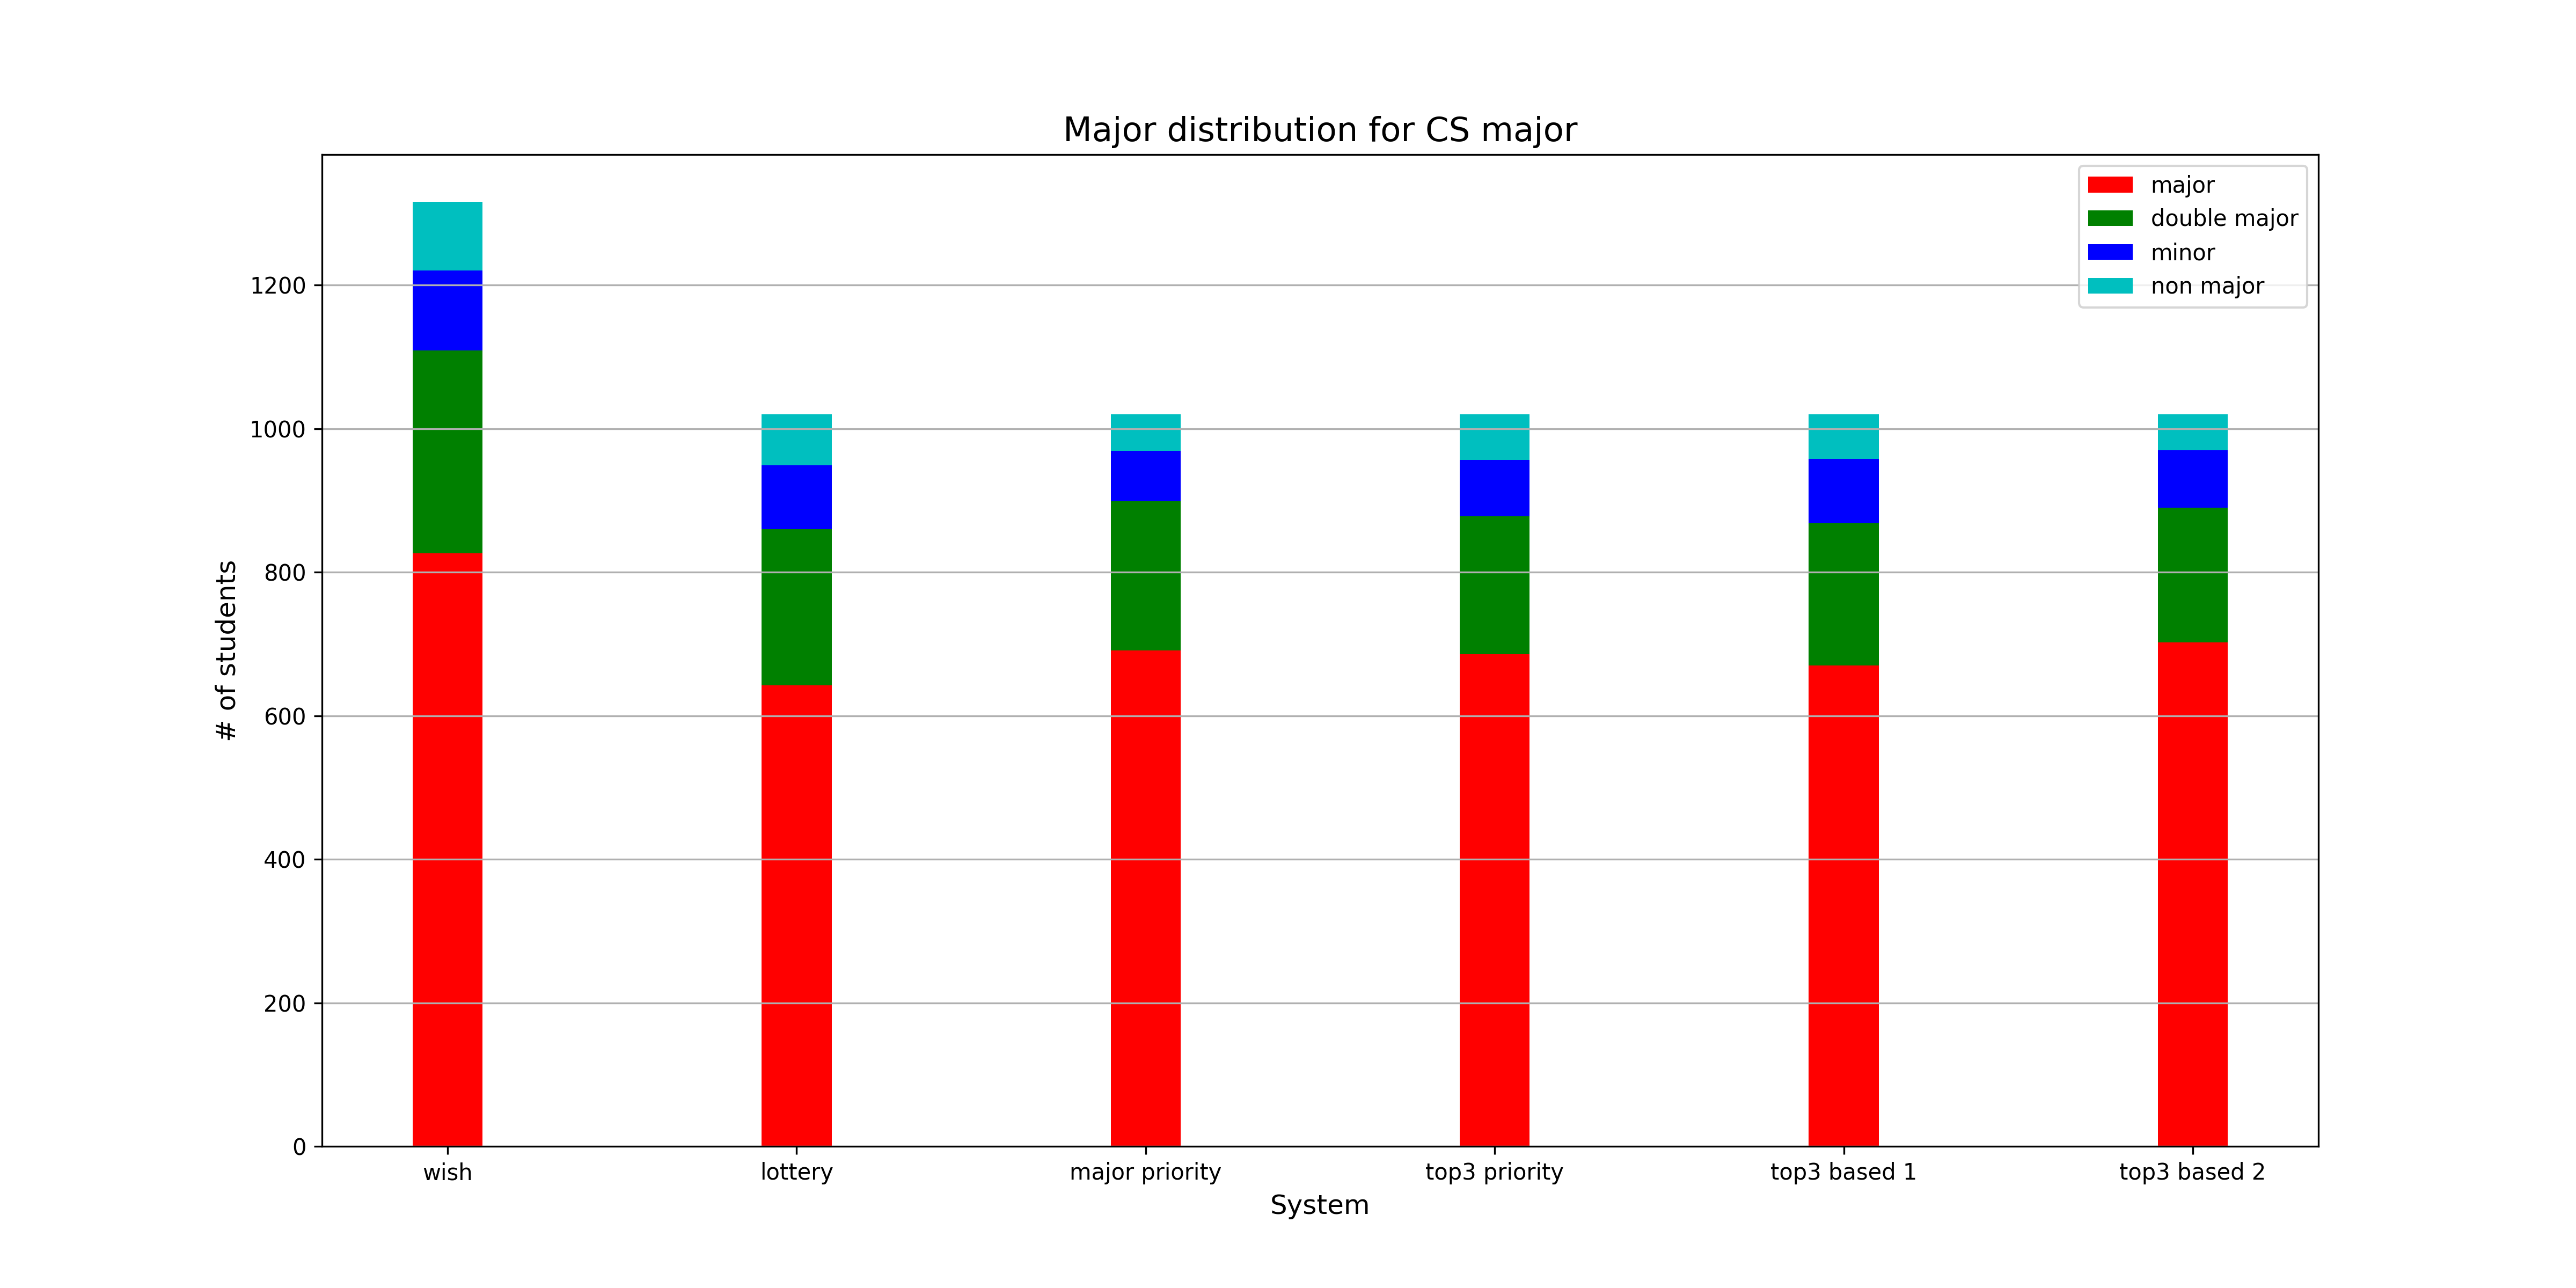 Major distribution for CS major
major
double major
minor
non major
1200
1000
800
600
400
200
0
# of students
wish
lottery
major priority
top3 priority
top3 based 1
top3 based 2
System